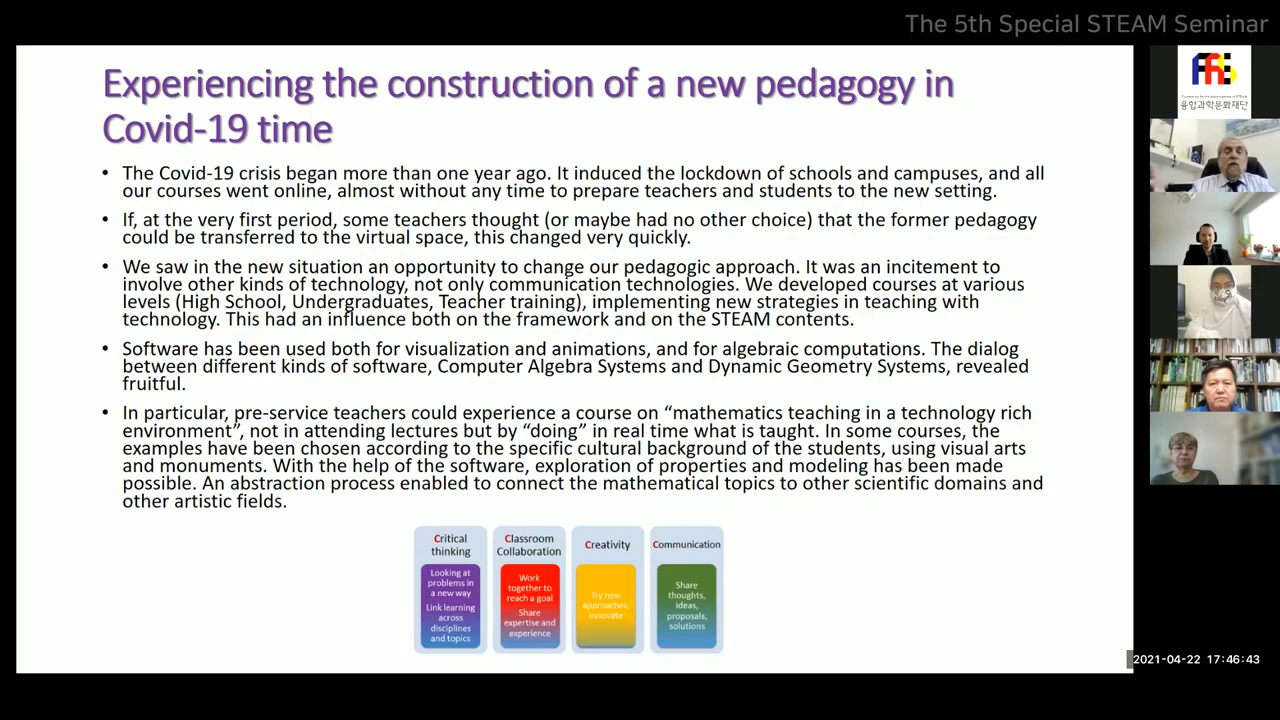 The 5th Special STEAM Seminar
Experiencing the construction of a new pedagogy in
Covid-19 time
• The Covid-19 crisis began more than one year ago. It induced the lockdown of schools and campuses, and all
our courses went online, almost without any time to prepare teachers and students to the new setting.
• If, at the very first period, some teachers thought (or maybe had no other choice) that the former pedagogy
could be transferred to the virtual space, this changed very quickly.
• We saw in the new situation an opportunity to change our pedagogic approach. It was an incitement to
involve other kinds of technology, not only communication technologies. We developed courses at various
levels (High School, Undergraduates, Teacher training), implementing new strategies in teaching with
technology. This had an influence both on the framework and on the STEAM contents.
• Software has been used both for visualization and animations, and for algebraic computations. The dialog
between different kinds of software, Computer Algebra Systems and Dynamic Geometry Systems, revealed
fruitful.
• In particular, pre-service teachers could experience a course on “mathematics teaching in a technology rich
environment”, not in attending lectures but by “doing” in real time what is taught. In some courses, the
examples have been chosen according to the specific cultural background of the students, using visual arts
and monuments. With the help of the software, exploration of properties and modeling has been made
possible. An abstraction process enabled to connect the mathematical topics to other scientific domains and
other artistic fields.
Critical
thinking
Looking at
problems in
a new way
Link learning
across
disciplines
and topics
Classroom
Collaboration
Work
together to
reach a goal
Share
expertise and
experience
Creativity
Try new
approaches,
innovate
Communication
Share
thoughts,
ideas,
proposals,
solutions
융합과학문화재단
2021-04-22 17:46:43